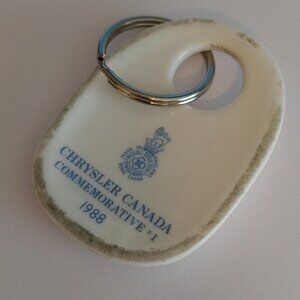 CHRYSLER CANADA
COMMEMORATIVE #1
1988